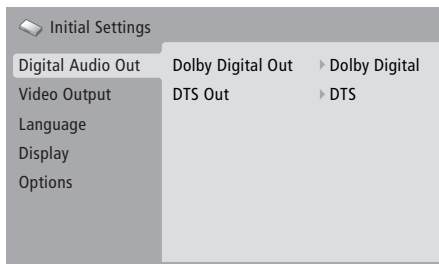 Initial Settings
Digital Audio Out Dolby Digital Out Dolby Digital
Video Output DTS Out DTS
Language
Display
Options